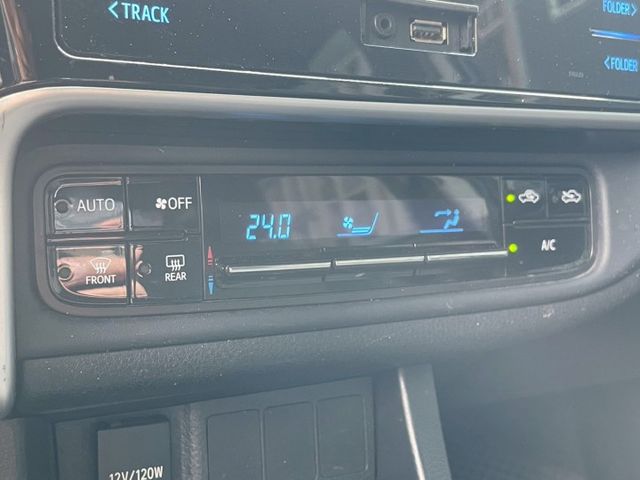 <TRACK
FOLDER>
<FOLDER
AUTO
OFF
24.0
FRONT
REAR
A/C
12V/120W